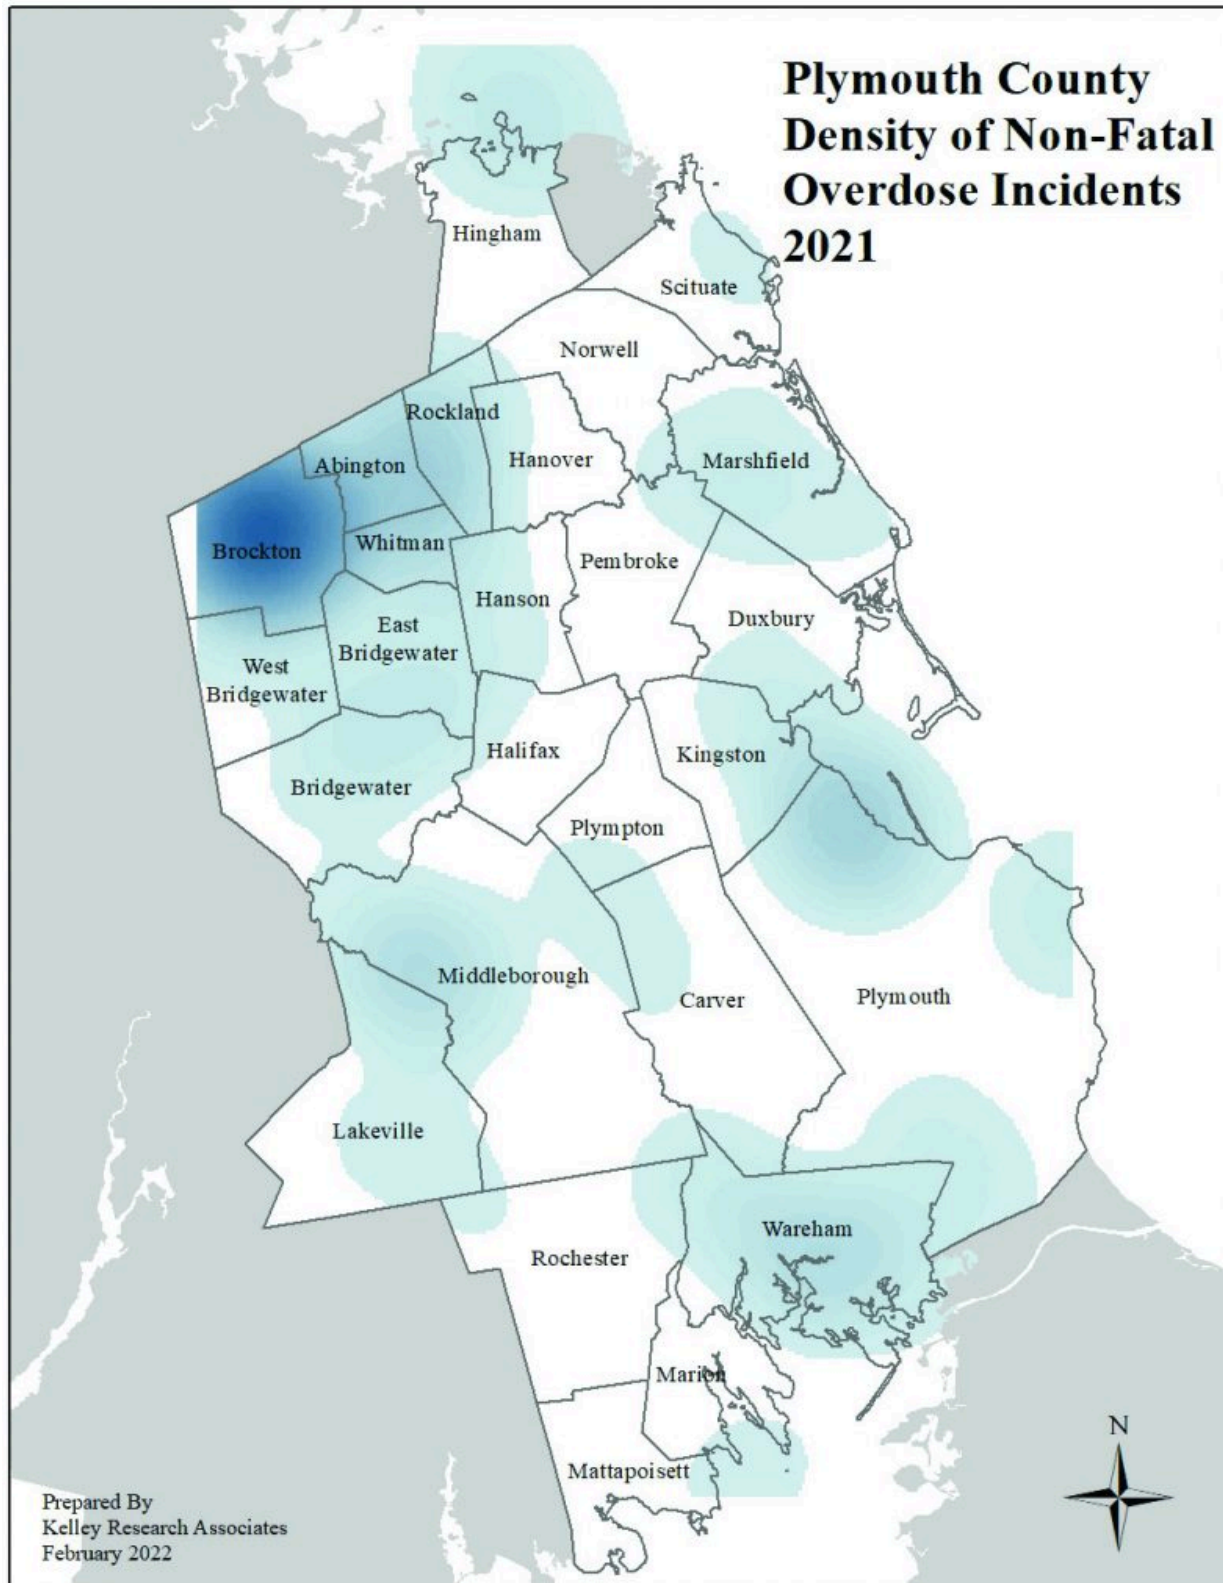 Plymouth County
Density of Non-Fatal
Overdose Incidents
2021
Hingham
Scituate
Norwell
Rockland
Hanover
Abington
Marshfield
Brockton
Whitman
Pembroke
Hanson
Duxbury
East
Bridgewater
West
Bridgewater
Halifax
Kingston
Bridgewater
Plympton
Middleborough
Carver
Plymouth
Lakeville
Wareham
Rochester
Marion
Mattapoisett
N
Prepared By
Kelley Research Associates
February 2022